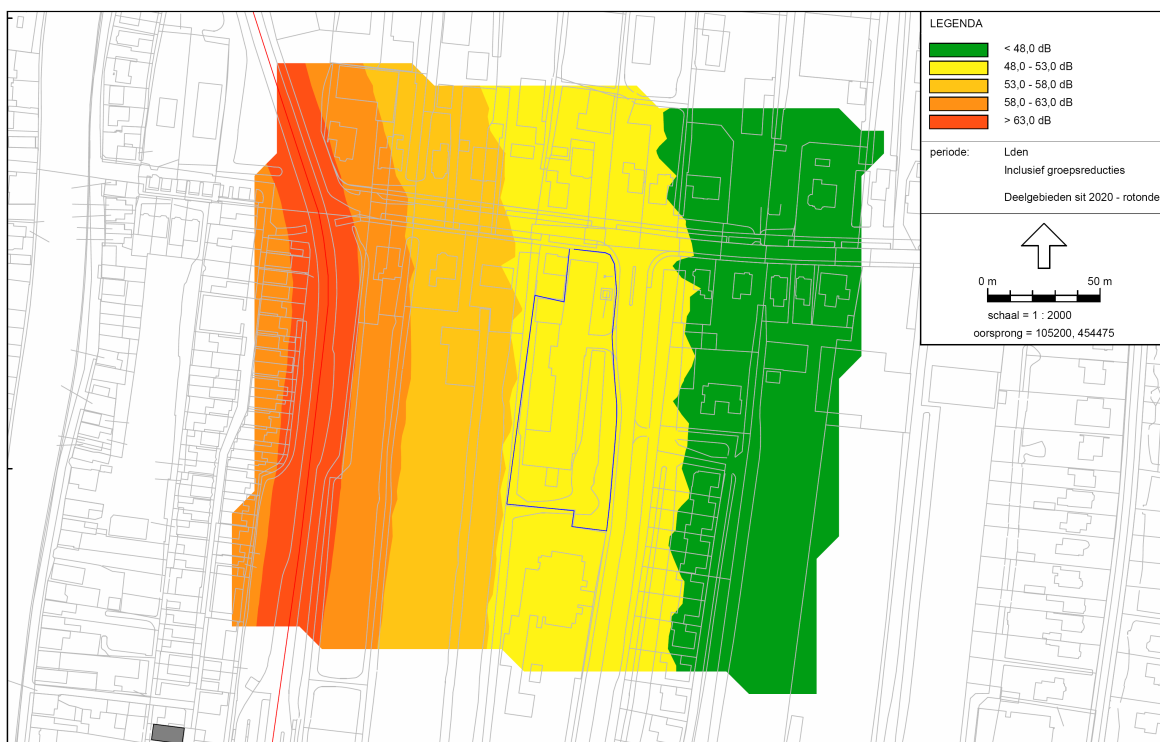 LEGENDA
< 48,0 dB
48,0 - 53,0 dB
53,0 - 58,0 dB
58,0 - 63,0 dB
> 63,0 dB
periode: Lden
Inclusief groepsreducties
Deelgebieden sit 2020 - rotonde
0 m 50 m
schaal = 1 : 2000
oorsprong = 105200, 454475